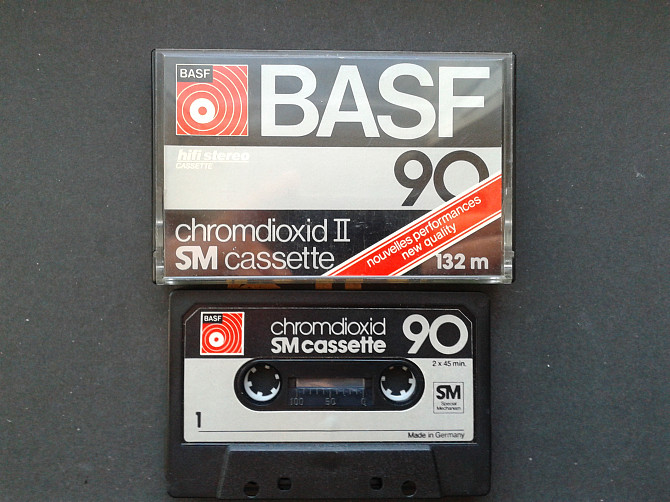 BASF
BASF
hifi stereo
CASSETTE
90
chromdioxid II
SM cassette
nouvelles performances
new quality
132 m
BASF
chromdioxid
SM cassette
90
2 x 45 min.
100 50 0
SM
Special
Mechanism
1
Made in Germany